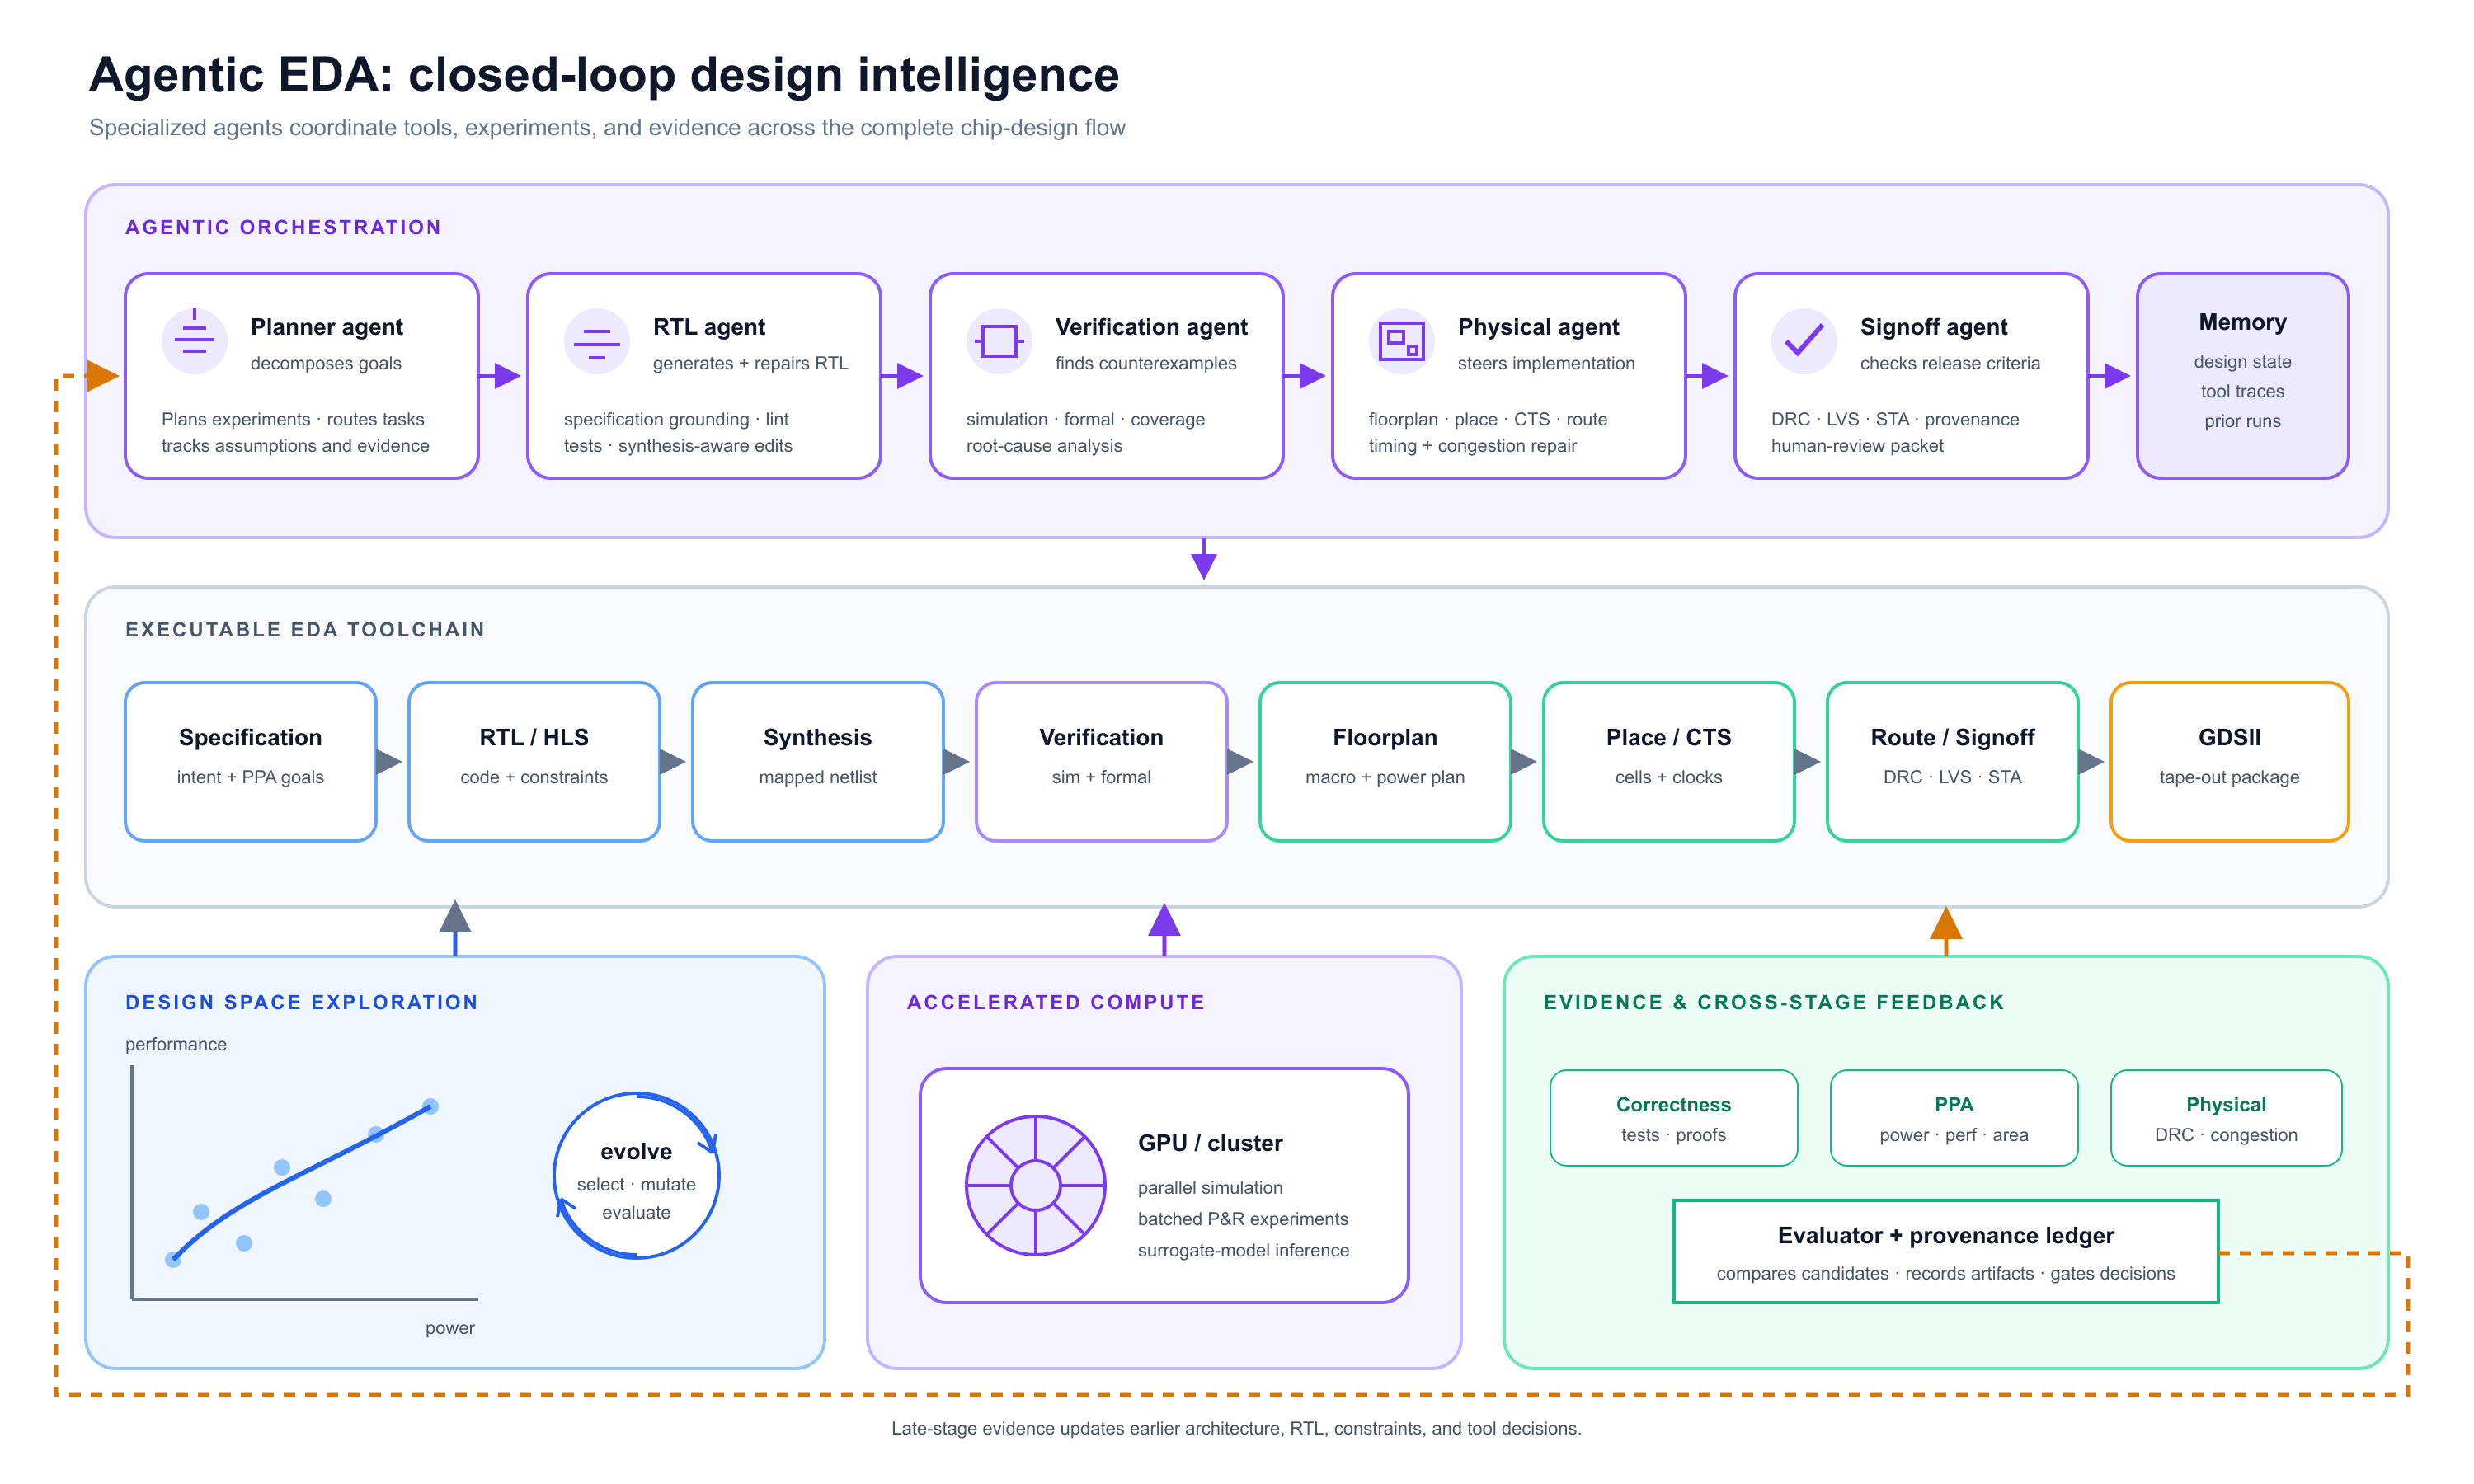 Agentic EDA: closed-loop design intelligence
Specialized agents coordinate tools, experiments, and evidence across the complete chip-design flow
AGENTIC ORCHESTRATION
Planner agent
decomposes goals
Plans experiments · routes tasks
tracks assumptions and evidence
RTL agent
generates + repairs RTL
specification grounding · lint
tests · synthesis-aware edits
Verification agent
finds counterexamples
simulation · formal · coverage
root-cause analysis
Physical agent
steers implementation
floorplan · place · CTS · route
timing + congestion repair
Signoff agent
checks release criteria
DRC · LVS · STA · provenance
human-review packet
Memory
design state
tool traces
prior runs
EXECUTABLE EDA TOOLCHAIN
Specification
intent + PPA goals
RTL / HLS
code + constraints
Synthesis
mapped netlist
Verification
sim + formal
Floorplan
macro + power plan
Place / CTS
cells + clocks
Route / Signoff
DRC · LVS · STA
GDSII
tape-out package
DESIGN SPACE EXPLORATION
performance
power
evolve
select · mutate
evaluate
ACCELERATED COMPUTE
GPU / cluster
parallel simulation
batched P&R experiments
surrogate-model inference
EVIDENCE & CROSS-STAGE FEEDBACK
Correctness
tests · proofs
PPA
power · perf · area
Physical
DRC · congestion
Evaluator + provenance ledger
compares candidates · records artifacts · gates decisions
Late-stage evidence updates earlier architecture, RTL, constraints, and tool decisions.